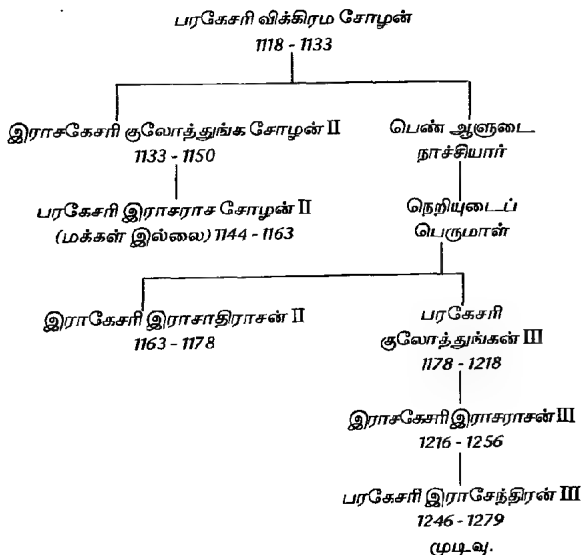 பரகேசரி விக்கிரம சோழன்
1118 - 1133
இராசகேசரி குலோத்துங்க சோழன் II
1133 - 1150
பெண் ஆளுடை
நாச்சியார்
பரகேசரி இராசராச சோழன் II
(மக்கள் இல்லை) 1144 - 1163
நெறியுடைப்
பெருமாள்
இராகேசரி இராசாதிராசன் II
1163 - 1178
பரகேசரி
குலோத்துங்கன் III
1178 - 1218
இராசகேசரி இராசராசன் III
1216 - 1256
பரகேசரி இராசேந்திரன் III
1246 - 1279
முடிவு.